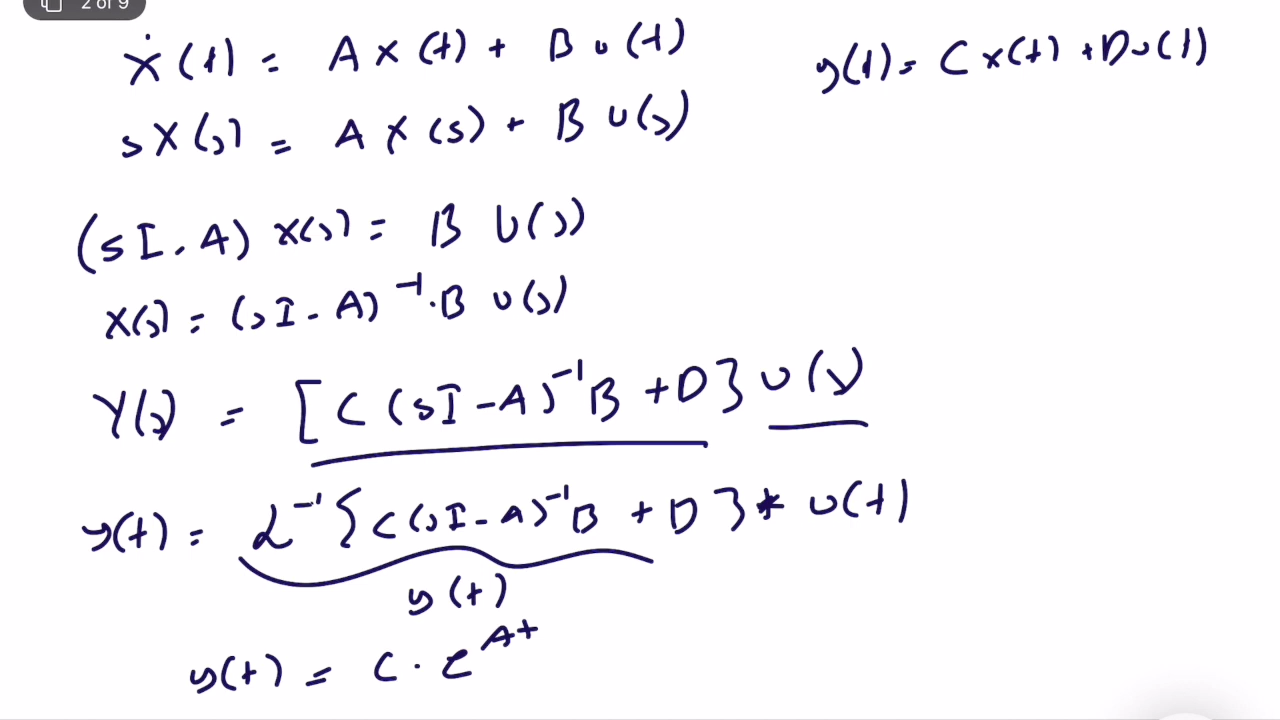 2 of 9
ẋ(t) = A x(t) + B u(t)
y(t) = C x(t) + D u(t)
s X(s) = A X(s) + B U(s)
(sI - A) X(s) = B U(s)
X(s) = (sI - A)⁻¹ · B U(s)
Y(s) = [C (sI - A)⁻¹ B + D} U(s)
y(t) = ℒ⁻¹ {C (sI - A)⁻¹ B + D} * u(t)
y(t)
y(t) = C · e^{At}